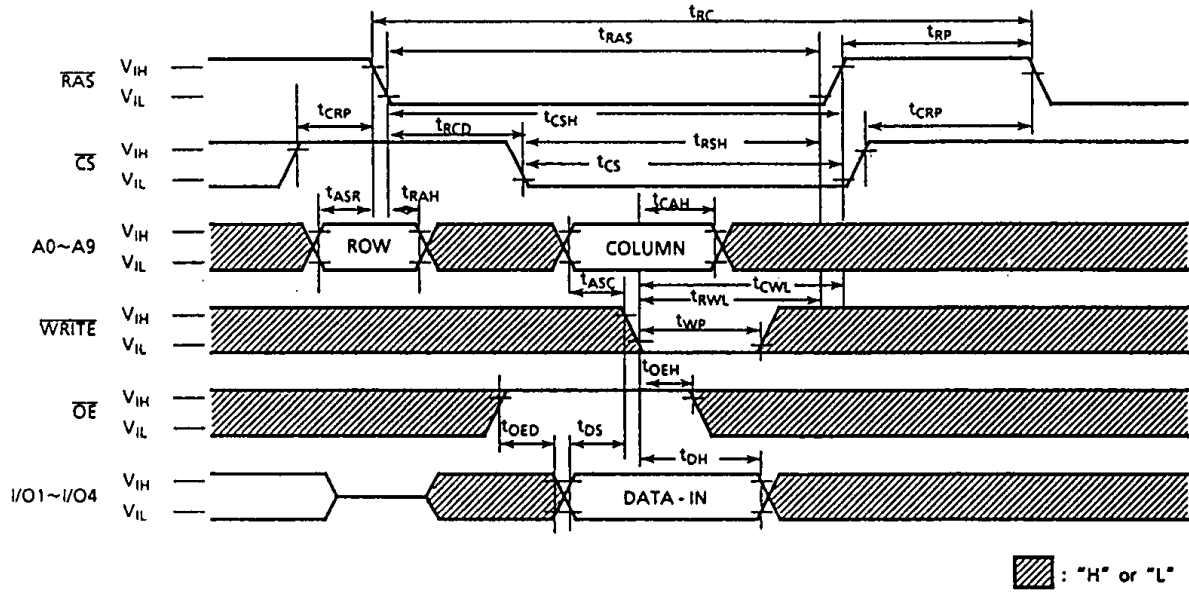 tRC
tRAS
tRP
RAS
VIH
VIL
tCRP
tCSH
tCRP
tRCD
tRSH
CS
VIH
VIL
tCS
tASR
tRAH
tCAH
A0~A9
VIH
VIL
ROW
COLUMN
tASC
tCWL
tRWL
WRITE
VIH
VIL
tWP
tOEH
OE
VIH
VIL
tOED
tDS
tDH
I/O1~I/O4
VIH
VIL
DATA - IN
: "H" or "L"